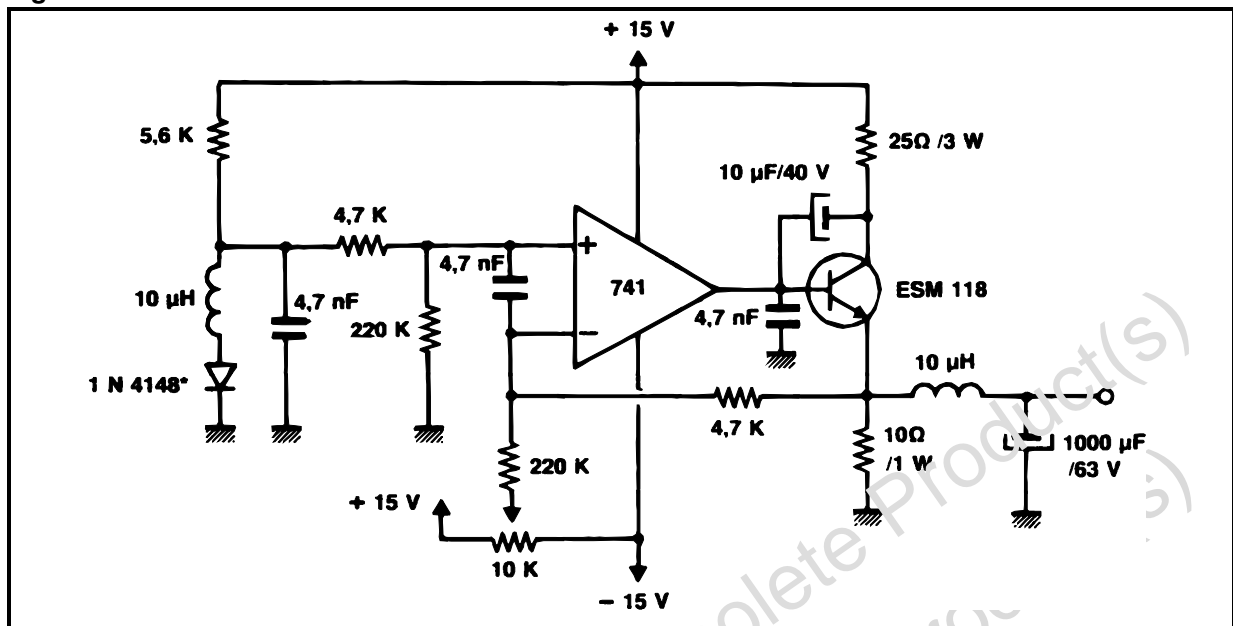 + 15 V
5,6 K
25Ω /3 W
10 µF/40 V
4,7 K
+
4,7 nF
741
ESM 118
10 µH
4,7 nF
220 K
4,7 nF
−
1 N 4148*
10 µH
4,7 K
10Ω
/1 W
1000 µF
/63 V
220 K
+ 15 V
10 K
− 15 V
olete Product(s)